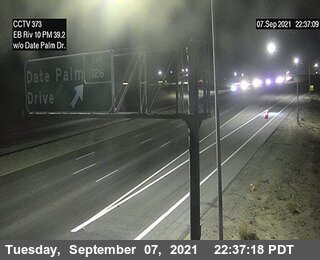 CCTV 373
EB Riv 10 PM 39.2
w/o Date Palm Dr.
07.Sep 2021 22:37:09
Date Palm
Drive
EXIT
126
Tuesday, September 07, 2021 22:37:18 PDT